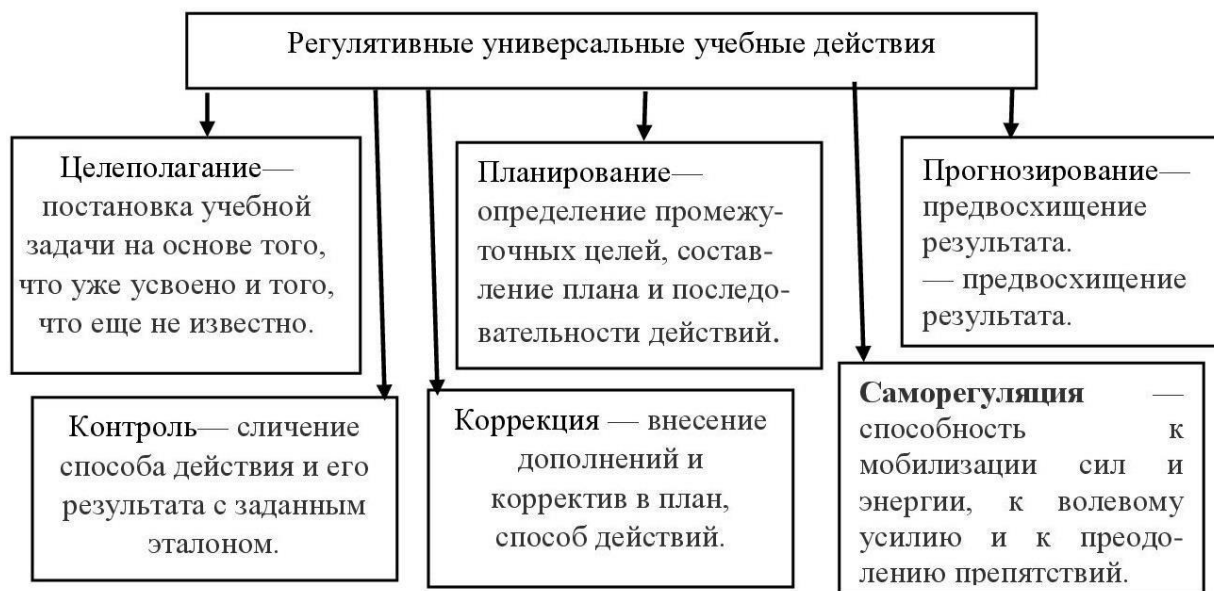 Регулятивные универсальные учебные действия
Целеполагание—
постановка учебной
задачи на основе того,
что уже усвоено и того,
что еще не известно.
Планирование—
определение промежу-
точных целей, состав-
ление плана и последо-
вательности действий.
Прогнозирование—
предвосхищение
результата.
— предвосхищение
результата.
Контроль— сличение
способа действия и его
результата с заданным
эталоном.
Коррекция — внесение
дополнений и
корректив в план,
способ действий.
Саморегуляция —
способность к
мобилизации сил и
энергии, к волевому
усилию и к преодо-
лению препятствий.